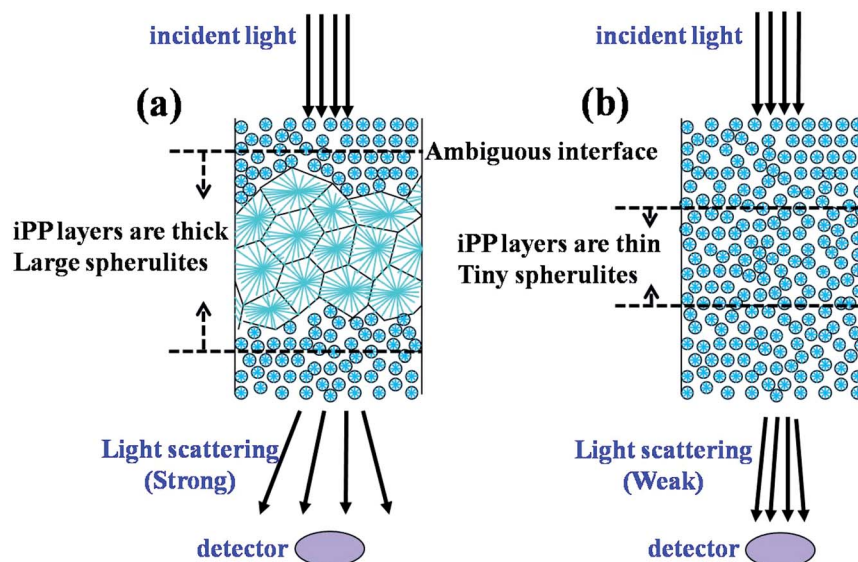 incident light
(a)
Ambiguous interface
iPP layers are thick
Large spherulites
Light scattering
(Strong)
detector
incident light
(b)
iPP layers are thin
Tiny spherulites
Light scattering
(Weak)
detector